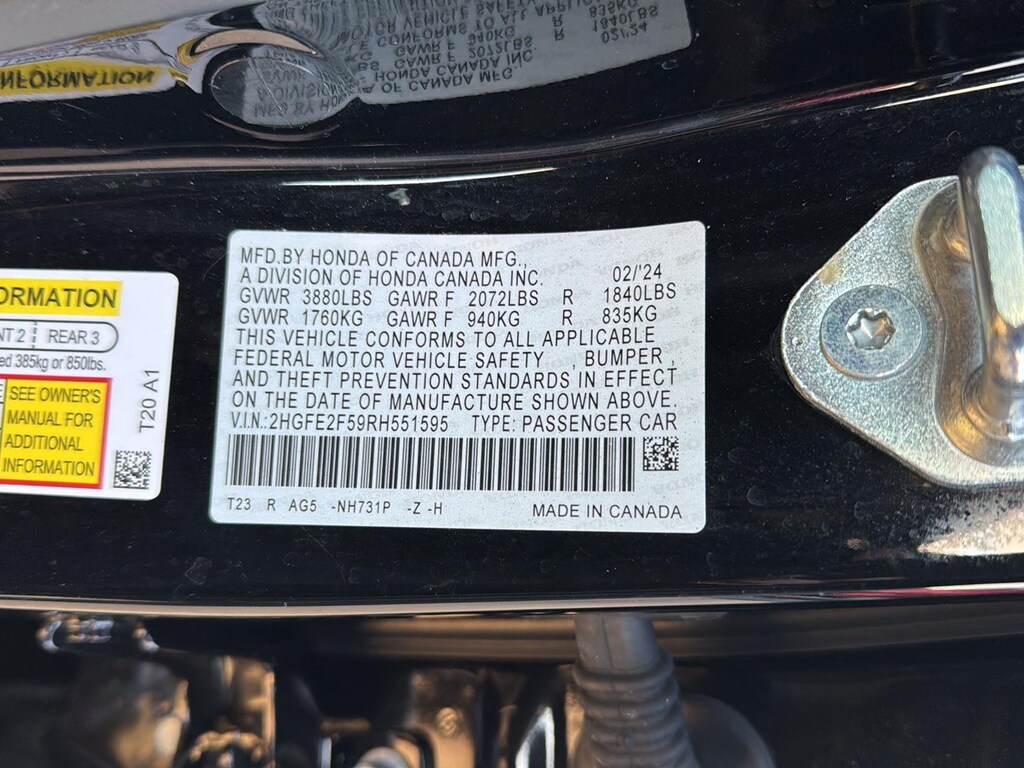 MFD.BY HONDA OF CANADA MFG.,
A DIVISION OF HONDA CANADA INC. 02/'24
GVWR 3880LBS GAWR F 2072LBS R 1840LBS
GVWR 1760KG GAWR F 940KG R 835KG
THIS VEHICLE CONFORMS TO ALL APPLICABLE
FEDERAL MOTOR VEHICLE SAFETY , BUMPER ,
AND THEFT PREVENTION STANDARDS IN EFFECT
ON THE DATE OF MANUFACTURE SHOWN ABOVE.
V.I.N.:2HGFE2F59RH551595 TYPE: PASSENGER CAR
T23 R AG5 -NH731P -Z -H MADE IN CANADA
ORMATION
NT 2 REAR 3
ed 385kg or 850lbs.
SEE OWNER'S
MANUAL FOR
ADDITIONAL
INFORMATION
T20 A1